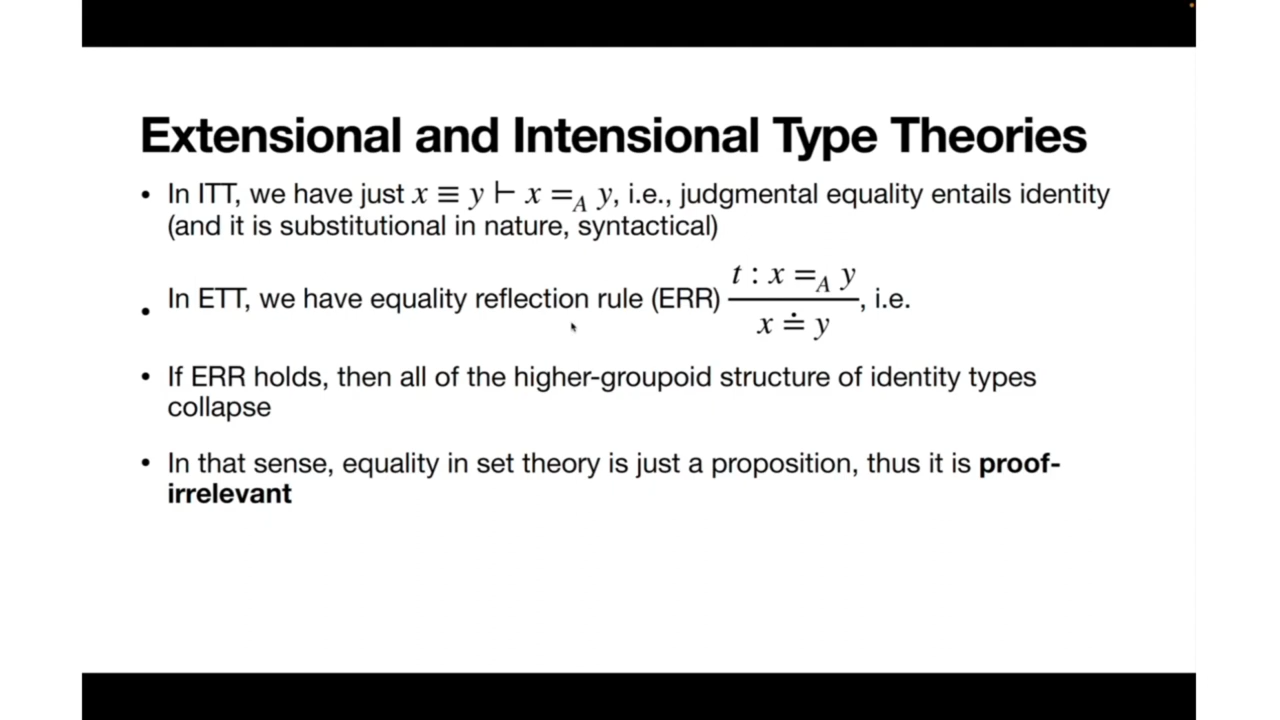 Extensional and Intensional Type Theories
• In ITT, we have just x ≡ y ⊢ x =_A y, i.e., judgmental equality entails identity
(and it is substitutional in nature, syntactical)
• In ETT, we have equality reflection rule (ERR) \frac{t : x =_A y}{x ≐ y}, i.e.
• If ERR holds, then all of the higher-groupoid structure of identity types
collapse
• In that sense, equality in set theory is just a proposition, thus it is proof-
irrelevant